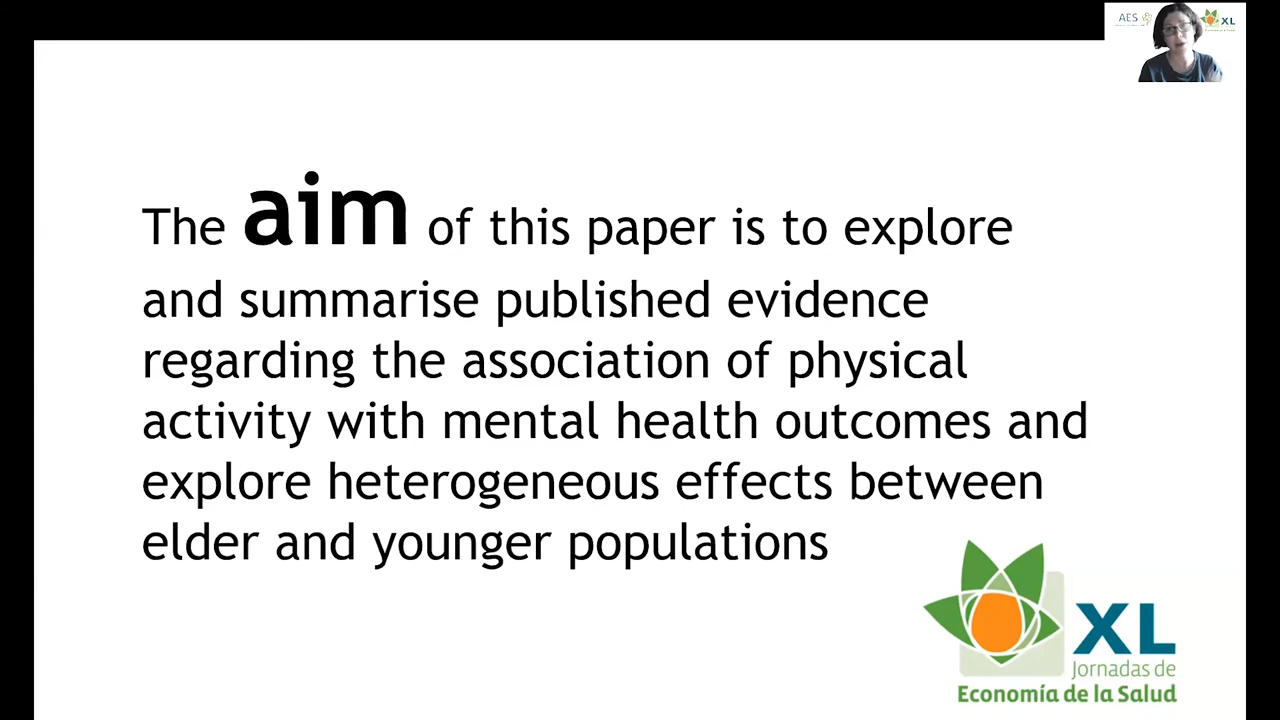 AES
XL
The aim of this paper is to explore
and summarise published evidence
regarding the association of physical
activity with mental health outcomes and
explore heterogeneous effects between
elder and younger populations
XL
Jornadas de
Economía de la Salud